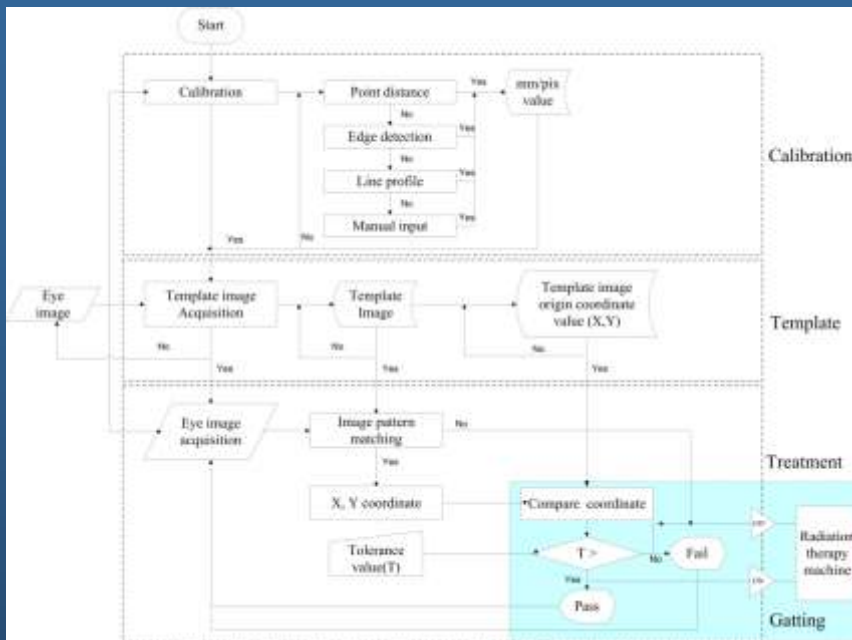 Start
Calibration
Point distance
Yes
mm/pix
value
No
Edge detection
Yes
No
Line profile
Yes
No
Manual input
Yes
Yes
No
Calibration
Eye
image
Template image
Acquisition
Template
Image
Template image
origin coordinate
value (X,Y)
Template
No
Yes
No
Yes
No
Yes
Eye image
acquisition
Image pattern
matching
No
Yes
Treatment
X, Y coordinate
Compare coordinate
Tolerance
value(T)
T >
No
Fail
Radiation
therapy
machine
Yes
Pass
Gatting